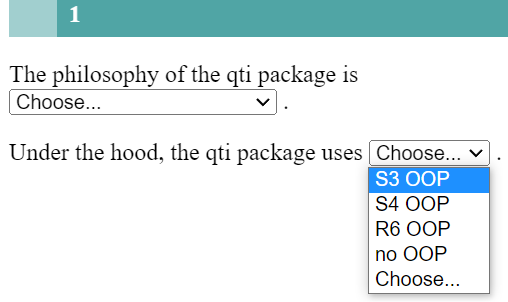 1
The philosophy of the qti package is
Choose... .
Under the hood, the qti package uses Choose... .
S3 OOP
S4 OOP
R6 OOP
no OOP
Choose...